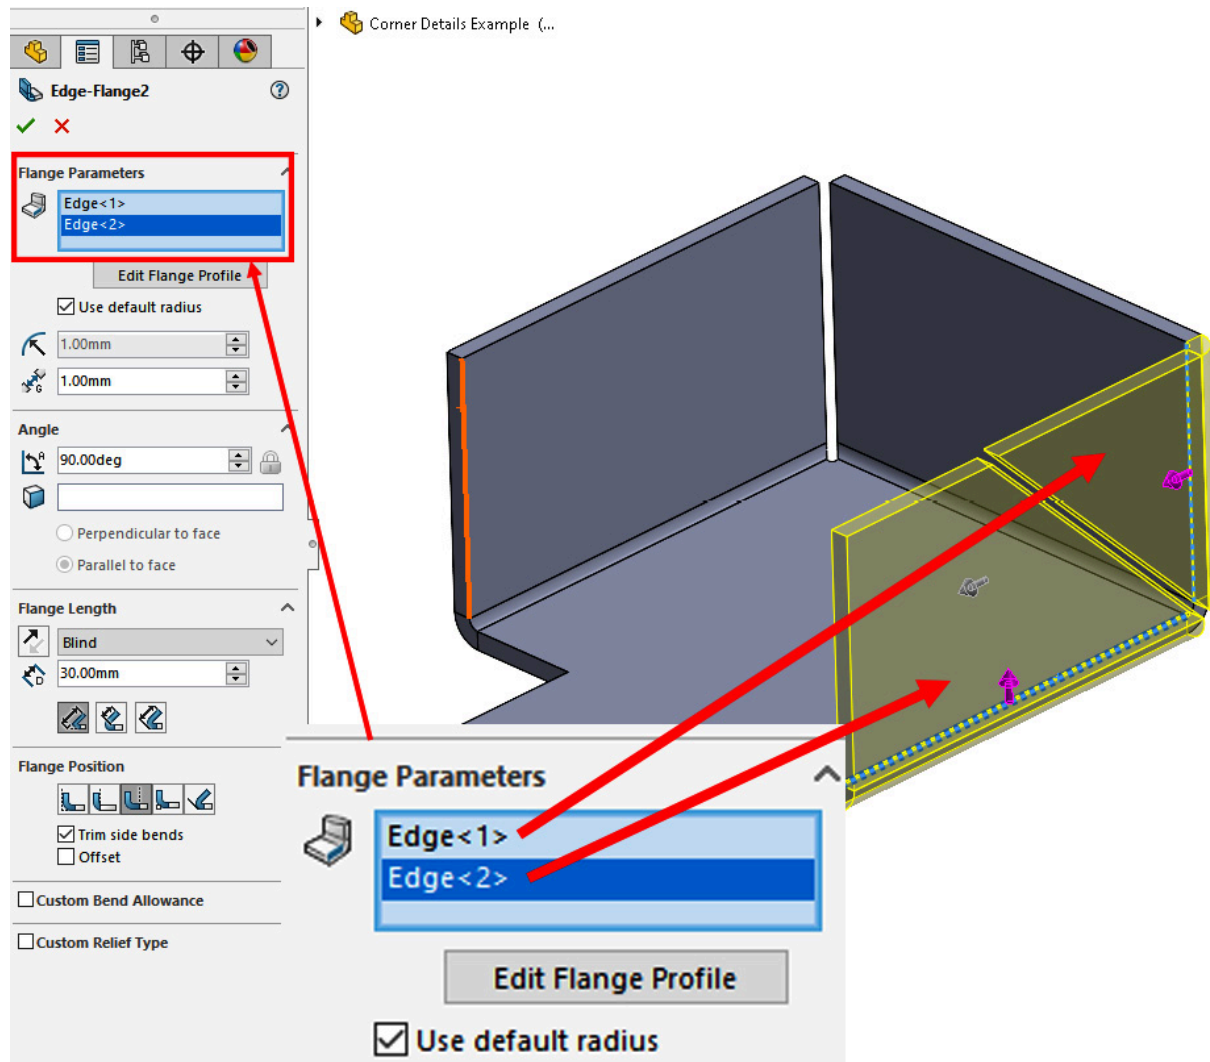 Corner Details Example (...
Edge-Flange2
Flange Parameters
Edge<1>
Edge<2>
Edit Flange Profile
Use default radius
1.00mm
G
1.00mm
Angle
A
90.00deg
Perpendicular to face
Parallel to face
Flange Length
Blind
D
30.00mm
Flange Position
Trim side bends
Offset
Custom Bend Allowance
Custom Relief Type
Flange Parameters
Edge<1>
Edge<2>
Edit Flange Profile
Use default radius